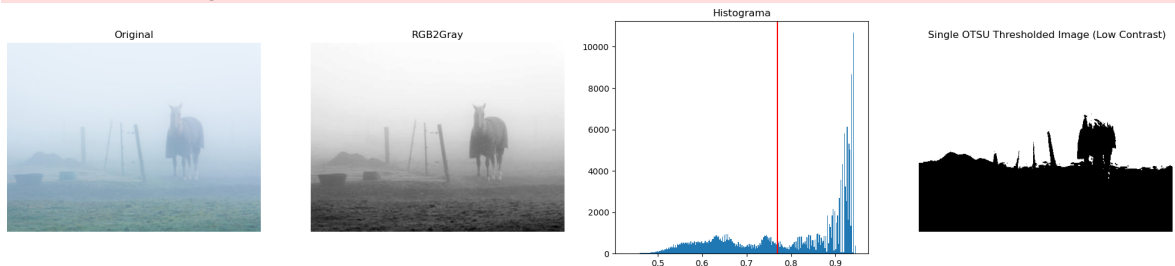 Original
RGB2Gray
Histograma
Single OTSU Thresholded Image (Low Contrast)
10000
8000
6000
4000
2000
0
0.5 0.6 0.7 0.8 0.9